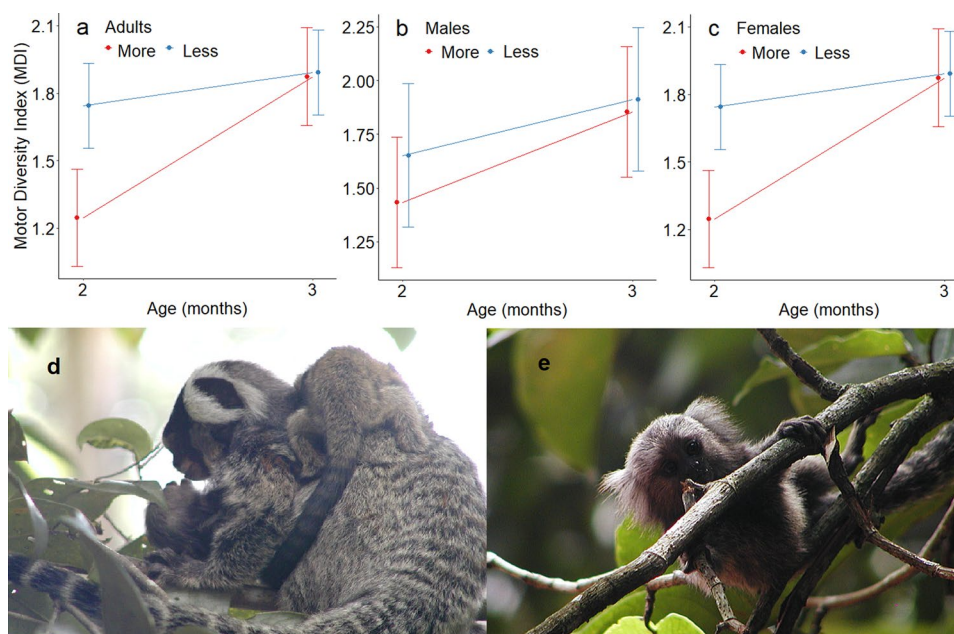 a Adults
More Less
Motor Diversity Index (MDI)
2.1
1.8
1.5
1.2
2 3
Age (months)
b Males
More Less
2.25
2.00
1.75
1.50
1.25
2 3
Age (months)
c Females
More Less
2.1
1.8
1.5
1.2
2 3
Age (months)
d
e